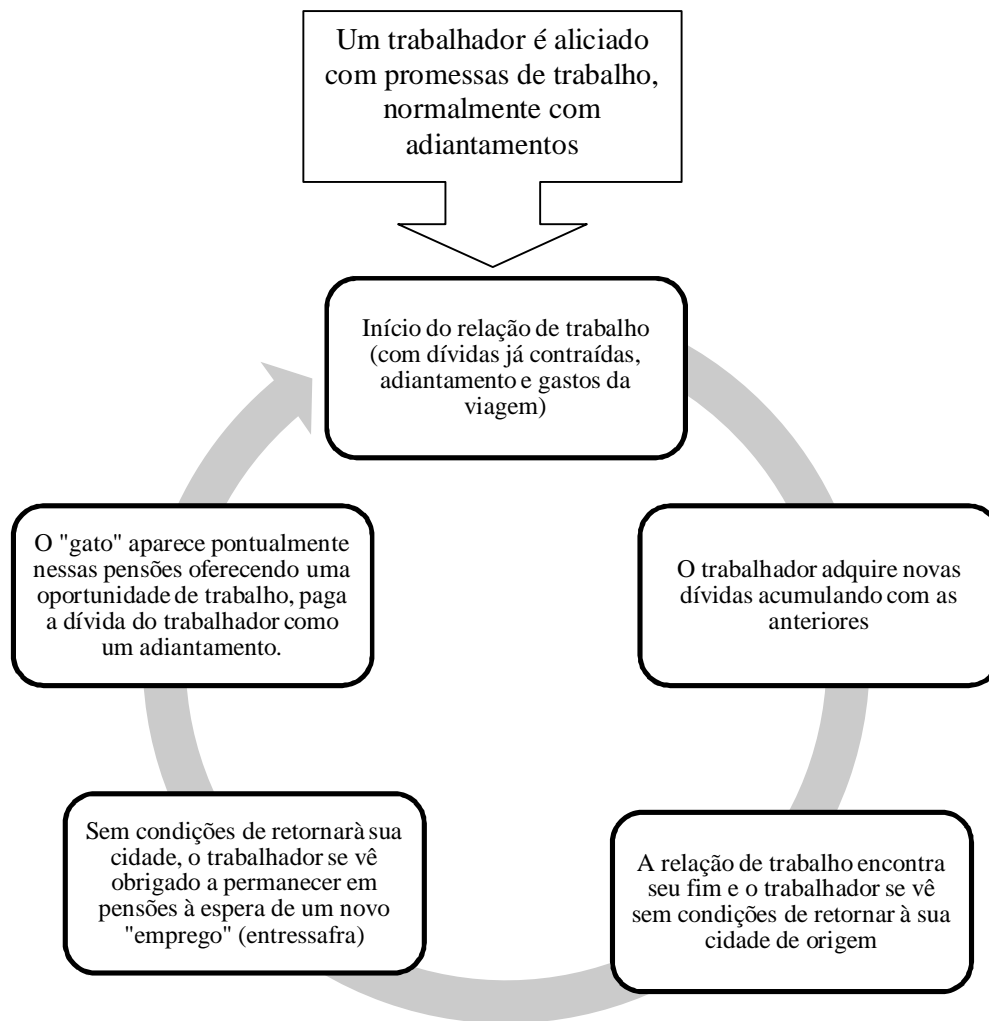 Um trabalhador é aliciado
com promessas de trabalho,
normalmente com
adiantamentos
Início do relação de trabalho
(com dívidas já contraídas,
adiantamento e gastos da
viagem)
O trabalhador adquire novas
dívidas acumulando com as
anteriores
A relação de trabalho encontra
seu fim e o trabalhador se vê
sem condições de retornar à sua
cidade de origem
Sem condições de retornarà sua
cidade, o trabalhador se vê
obrigado a permanecer em
pensões à espera de um novo
"emprego" (entressafra)
O "gato" aparece pontualmente
nessas pensões oferecendo uma
oportunidade de trabalho, paga
a dívida do trabalhador como
um adiantamento.